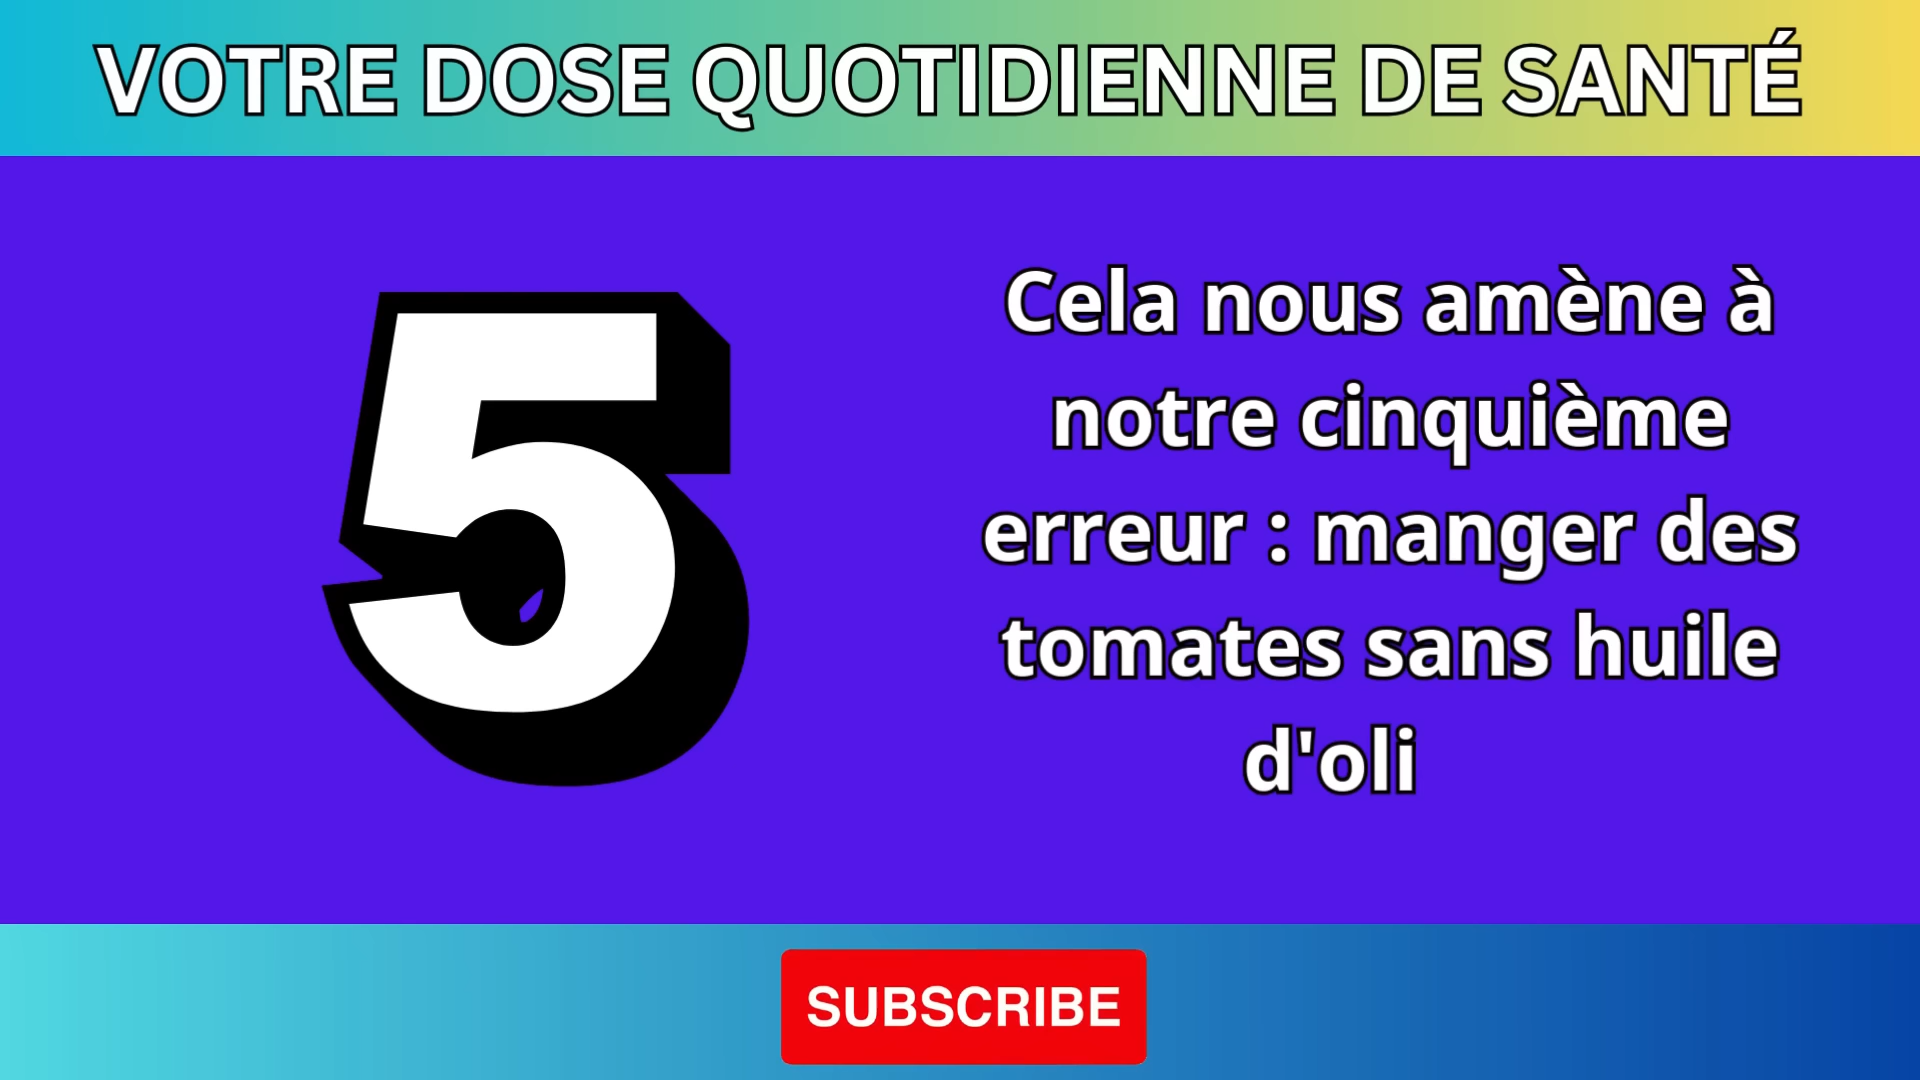 VOTRE DOSE QUOTIDIENNE DE SANTÉ
5
Cela nous amène à
notre cinquième
erreur : manger des
tomates sans huile
d'oli
SUBSCRIBE